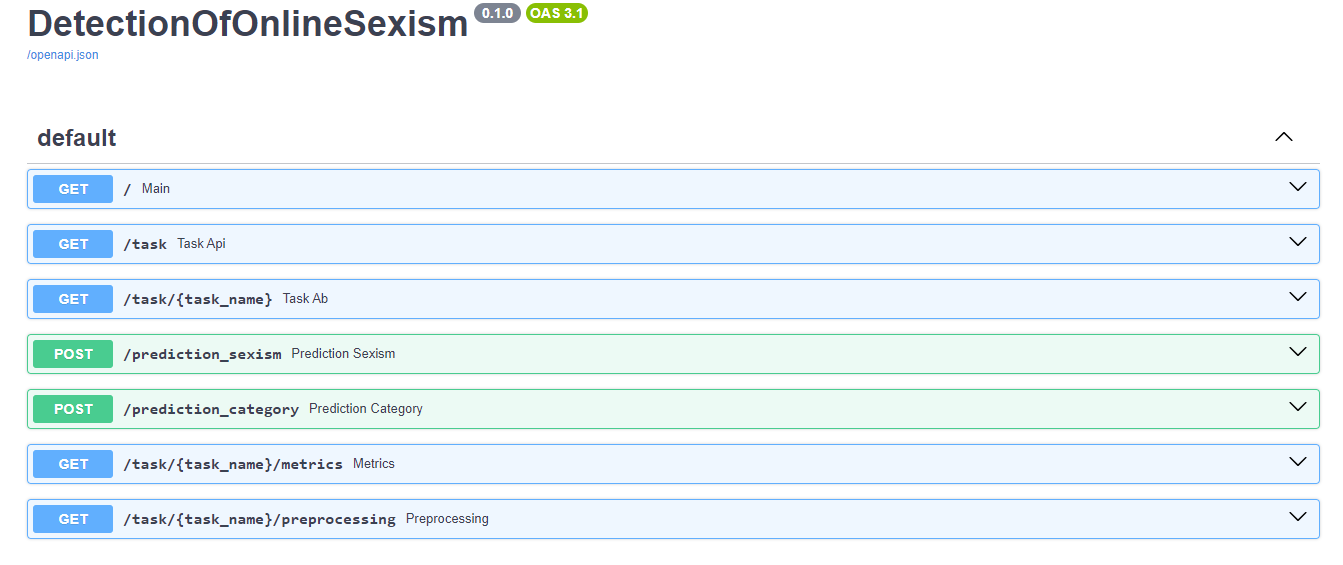 DetectionOfOnlineSexism 0.1.0 OAS 3.1
/openapi.json
default
GET / Main
GET /task Task Api
GET /task/{task_name} Task Ab
POST /prediction_sexism Prediction Sexism
POST /prediction_category Prediction Category
GET /task/{task_name}/metrics Metrics
GET /task/{task_name}/preprocessing Preprocessing